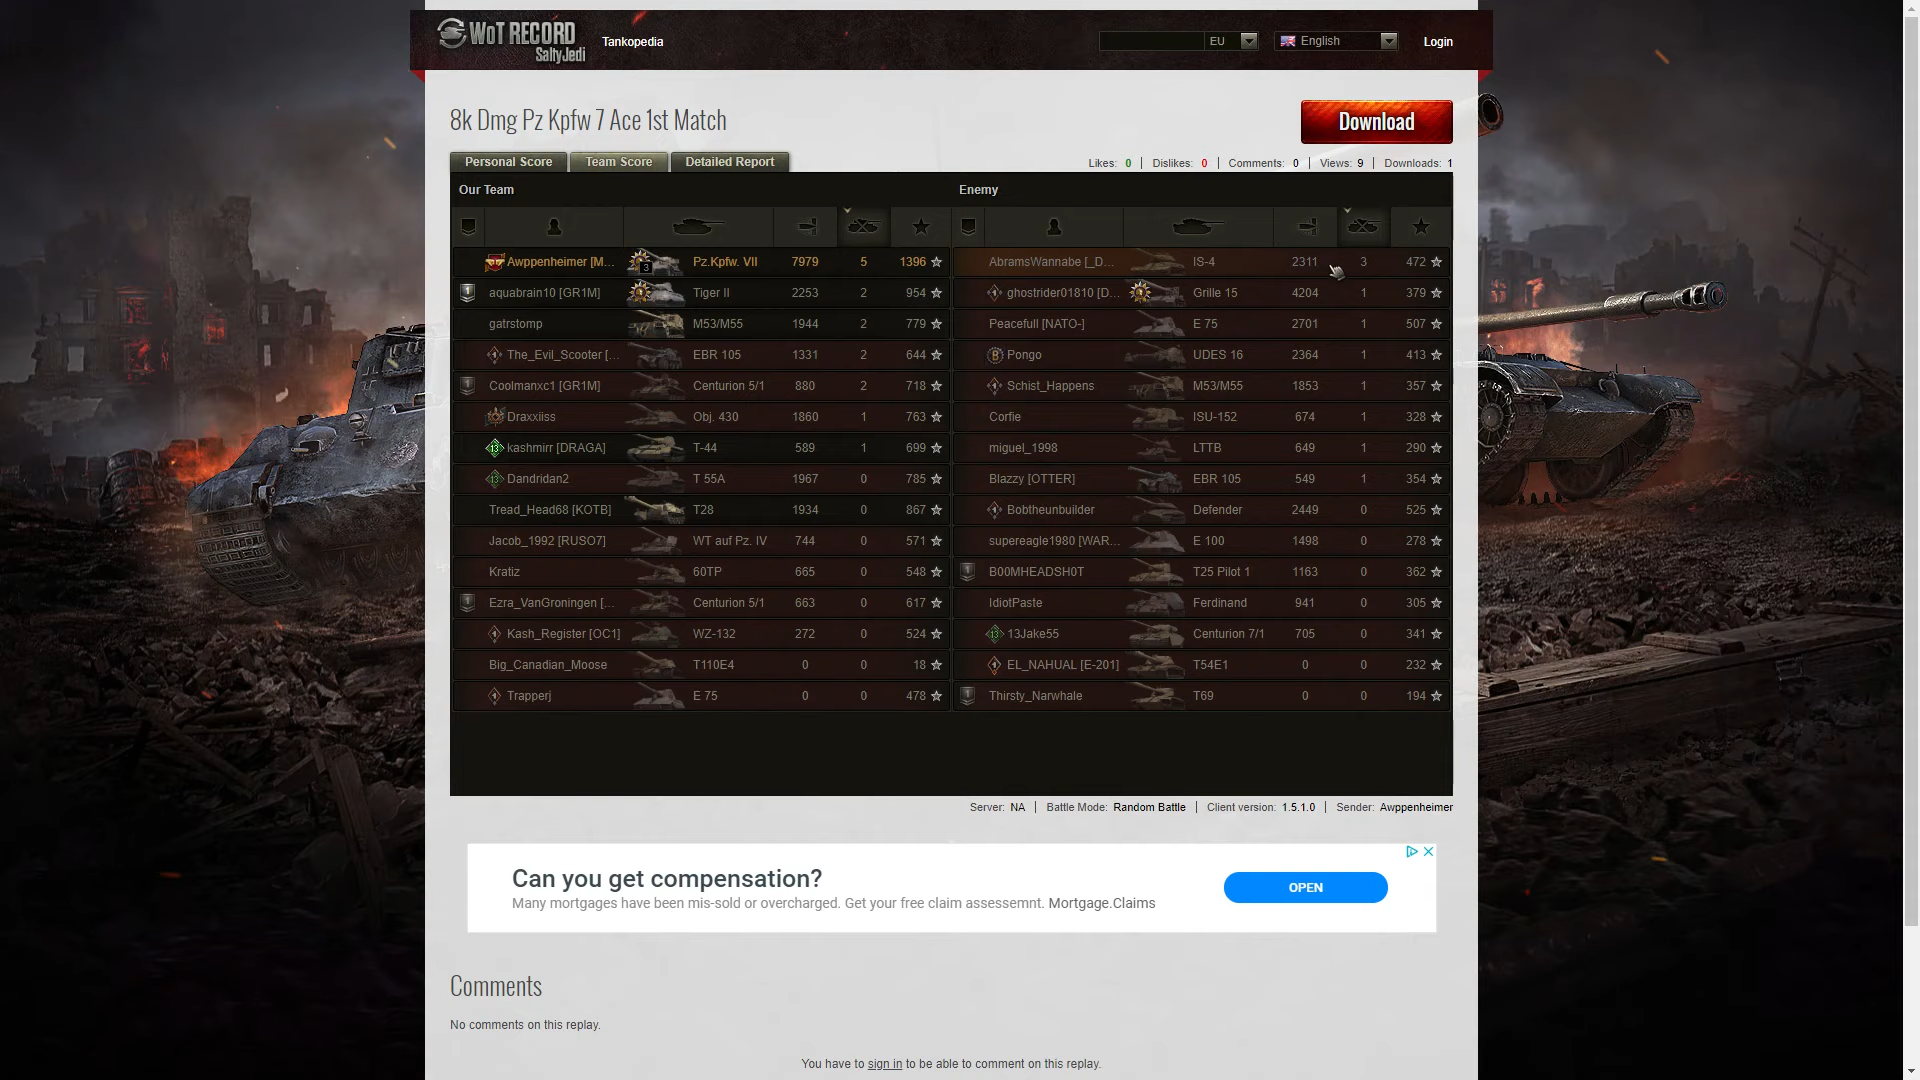 WoT RECORD
SaltyJedi
Tankopedia
EU
English
Login
8k Dmg Pz Kpfw 7 Ace 1st Match
Download
Personal Score
Team Score
Detailed Report
Likes: 0 | Dislikes: 0 | Comments: 0 | Views: 9 | Downloads: 1
Our Team
Enemy
Awppenheimer [M... 3 Pz.Kpfw. VII 7979 5 1396
AbramsWannabe [_D... IS-4 2311 3 472
aquabrain10 [GR1M] Tiger II 2253 2 954
ghostrider01810 [D... Grille 15 4204 1 379
gatrstomp M53/M55 1944 2 779
Peacefull [NATO-] E 75 2701 1 507
The_Evil_Scooter [... EBR 105 1331 2 644
Pongo UDES 16 2364 1 413
Coolmanxc1 [GR1M] Centurion 5/1 880 2 718
Schist_Happens M53/M55 1853 1 357
Draxxiiss Obj. 430 1860 1 763
Corfie ISU-152 674 1 328
13 kashmirr [DRAGA] T-44 589 1 699
miguel_1998 LTTB 649 1 290
13 Dandridan2 T 55A 1967 0 785
Blazzy [OTTER] EBR 105 549 1 354
Tread_Head68 [KOTB] T28 1934 0 867
Bobtheunbuilder Defender 2449 0 525
Jacob_1992 [RUSO7] WT auf Pz. IV 744 0 571
supereagle1980 [WAR... E 100 1498 0 278
Kratiz 60TP 665 0 548
B00MHEADSH0T T25 Pilot 1 1163 0 362
Ezra_VanGroningen [... Centurion 5/1 663 0 617
IdiotPaste Ferdinand 941 0 305
Kash_Register [OC1] WZ-132 272 0 524
13 13Jake55 Centurion 7/1 705 0 341
Big_Canadian_Moose T110E4 0 0 18
EL_NAHUAL [E-201] T54E1 0 0 232
Trapperj E 75 0 0 478
Thirsty_Narwhale T69 0 0 194
Server: NA | Battle Mode: Random Battle | Client version: 1.5.1.0 | Sender: Awppenheimer
Can you get compensation?
Many mortgages have been mis-sold or overcharged. Get your free claim assessemnt. Mortgage.Claims
OPEN
Comments
No comments on this replay.
You have to sign in to be able to comment on this replay.